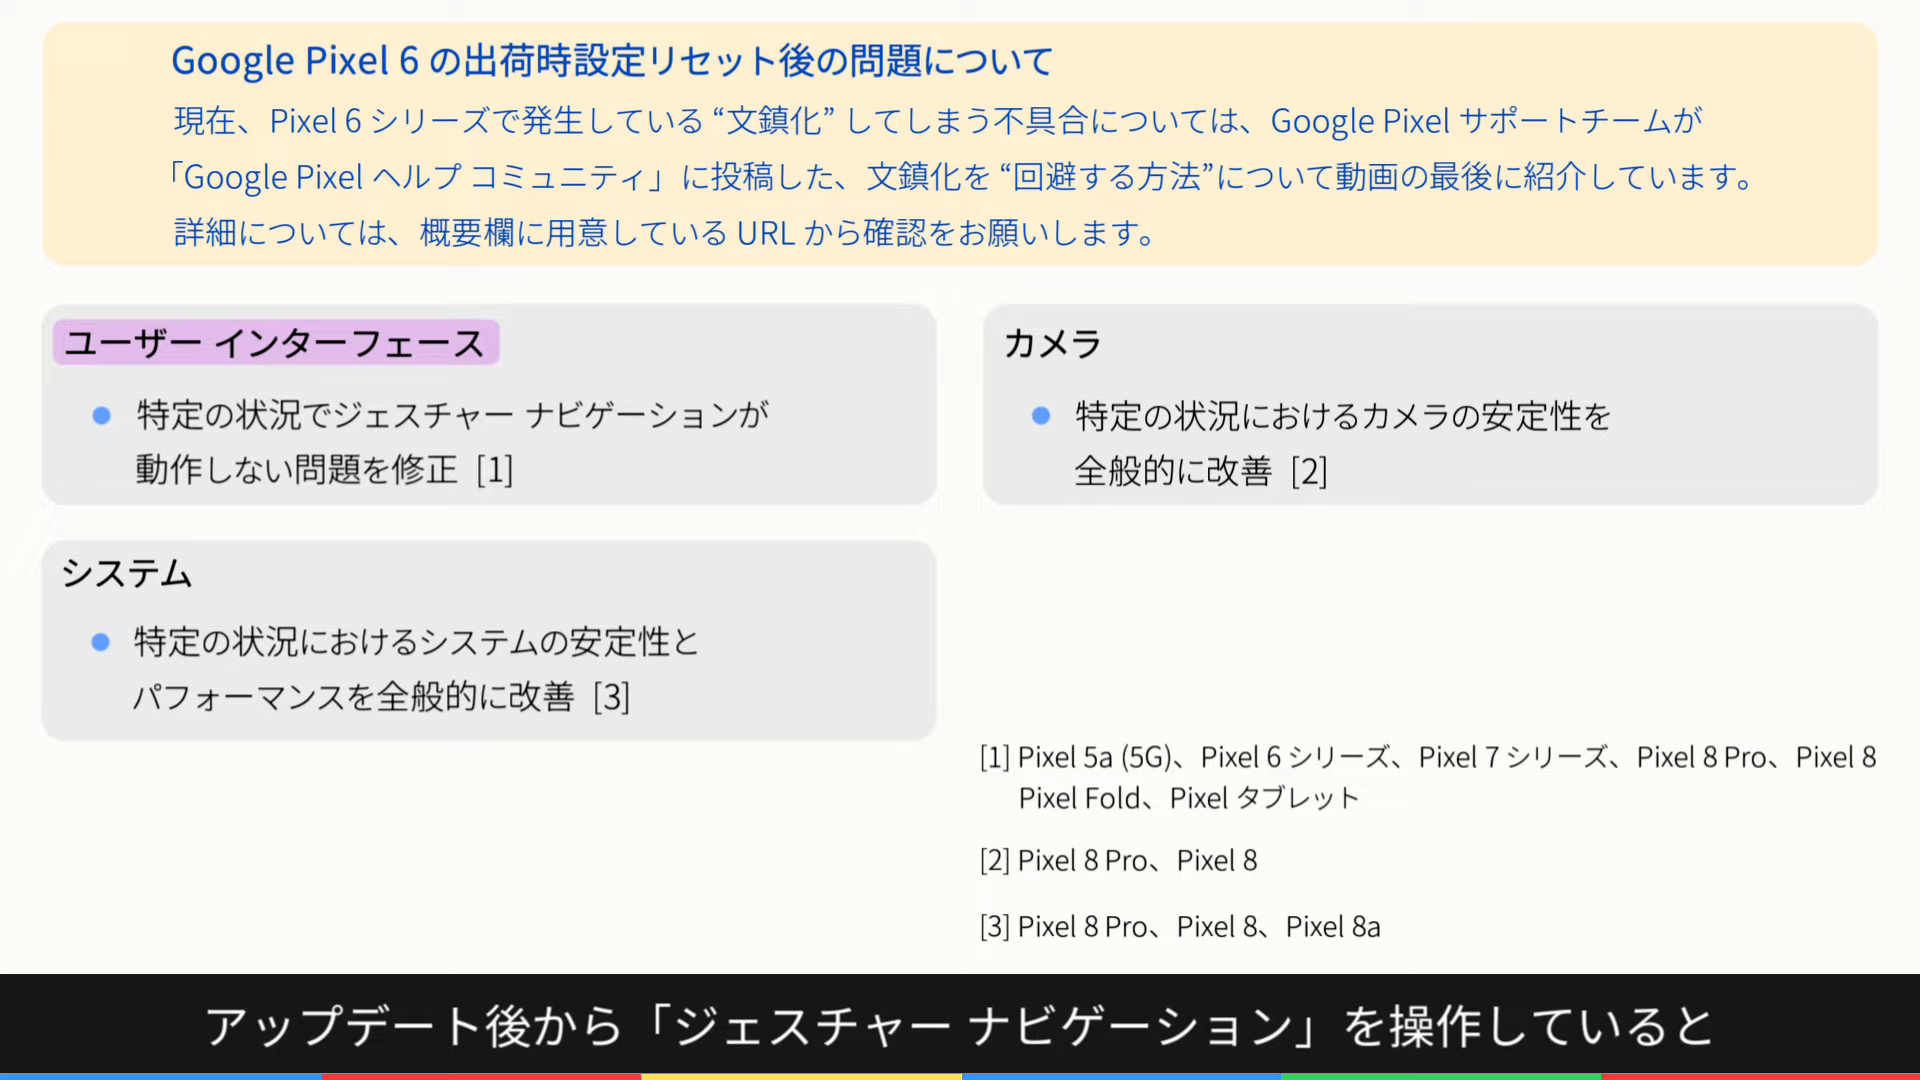 Google Pixel 6 の出荷時設定リセット後の問題について
現在、Pixel 6 シリーズで発生している “文鎮化” してしまう不具合については、Google Pixel サポートチームが
「Google Pixel ヘルプ コミュニティ」に投稿した、文鎮化を “回避する方法”について動画の最後に紹介しています。
詳細については、概要欄に用意している URL から確認をお願いします。
ユーザー インターフェース
特定の状況でジェスチャー ナビゲーションが
動作しない問題を修正 [1]
カメラ
特定の状況におけるカメラの安定性を
全般的に改善 [2]
システム
特定の状況におけるシステムの安定性と
パフォーマンスを全般的に改善 [3]
[1] Pixel 5a (5G)、Pixel 6 シリーズ、Pixel 7 シリーズ、Pixel 8 Pro、Pixel 8
Pixel Fold、Pixel タブレット
[2] Pixel 8 Pro、Pixel 8
[3] Pixel 8 Pro、Pixel 8、Pixel 8a
アップデート後から「ジェスチャー ナビゲーション」を操作していると